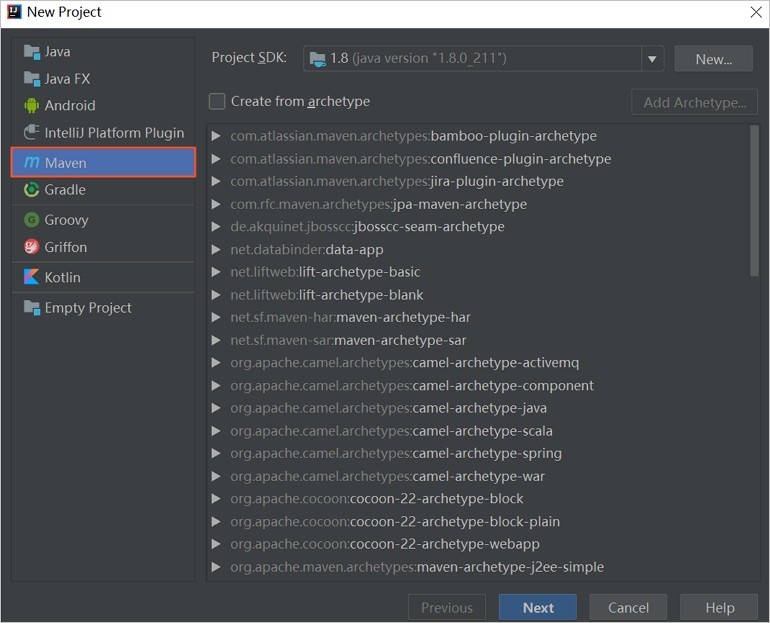 New Project
Java
Java FX
Android
IntelliJ Platform Plugin
Maven
Gradle
Groovy
Griffon
Kotlin
Empty Project
Project SDK: 1.8 (java version "1.8.0_211") New...
Create from archetype Add Archetype...
com.atlassian.maven.archetypes:bamboo-plugin-archetype
com.atlassian.maven.archetypes:confluence-plugin-archetype
com.atlassian.maven.archetypes:jira-plugin-archetype
com.rfc.maven.archetypes:jpa-maven-archetype
de.akquinet.jbosscc:jbosscc-seam-archetype
net.databinder:data-app
net.liftweb:lift-archetype-basic
net.liftweb:lift-archetype-blank
net.sf.maven-har:maven-archetype-har
net.sf.maven-sar:maven-archetype-sar
org.apache.camel.archetypes:camel-archetype-activemq
org.apache.camel.archetypes:camel-archetype-component
org.apache.camel.archetypes:camel-archetype-java
org.apache.camel.archetypes:camel-archetype-scala
org.apache.camel.archetypes:camel-archetype-spring
org.apache.camel.archetypes:camel-archetype-war
org.apache.cocoon:cocoon-22-archetype-block
org.apache.cocoon:cocoon-22-archetype-block-plain
org.apache.cocoon:cocoon-22-archetype-webapp
org.apache.maven.archetypes:maven-archetype-j2ee-simple
Previous Next Cancel Help